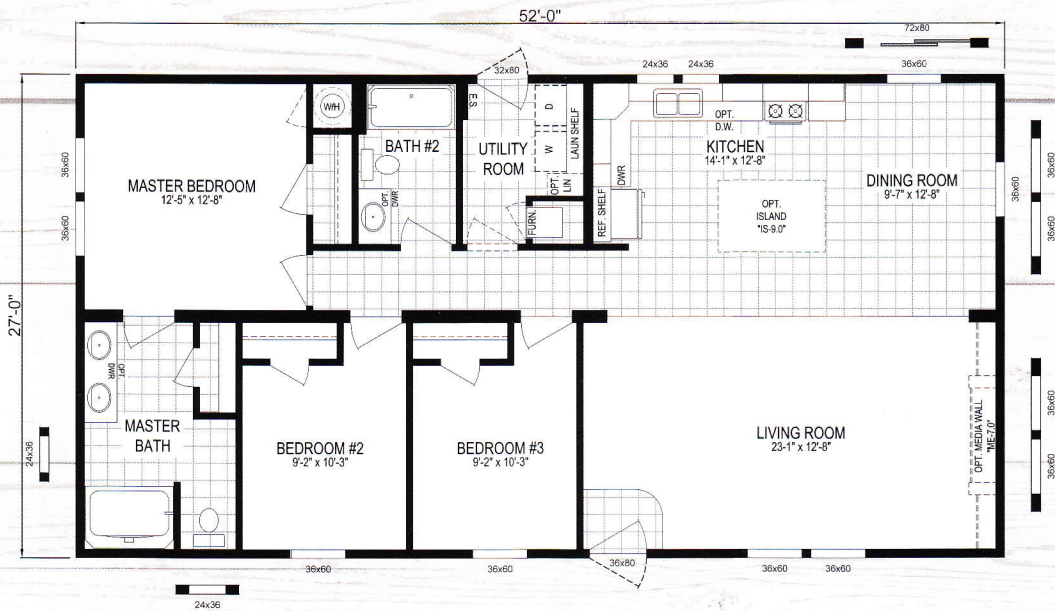 52'-0"
72x80
32x80
24x36
24x36
36x60
W/H
E.S.
D
W
LAUN SHELF
OPT.
LIN
BATH #2
OPT.
DWR
UTILITY
ROOM
FURN.
OPT.
D.W.
KITCHEN
14'-1" x 12'-8"
DWR
REF. SHELF
OPT.
ISLAND
"IS-9.0"
DINING ROOM
9'-7" x 12'-8"
36x60
36x60
36x60
36x60
36x60
MASTER BEDROOM
12'-5" x 12'-8"
27'-0"
OPT.
DWR
MASTER
BATH
24x36
BEDROOM #2
9'-2" x 10'-3"
BEDROOM #3
9'-2" x 10'-3"
LIVING ROOM
23-1" x 12'-8"
OPT. MEDIA WALL
"ME-7.0"
36x60
36x60
24x36
36x60
36x60
36x80
36x60
36x60